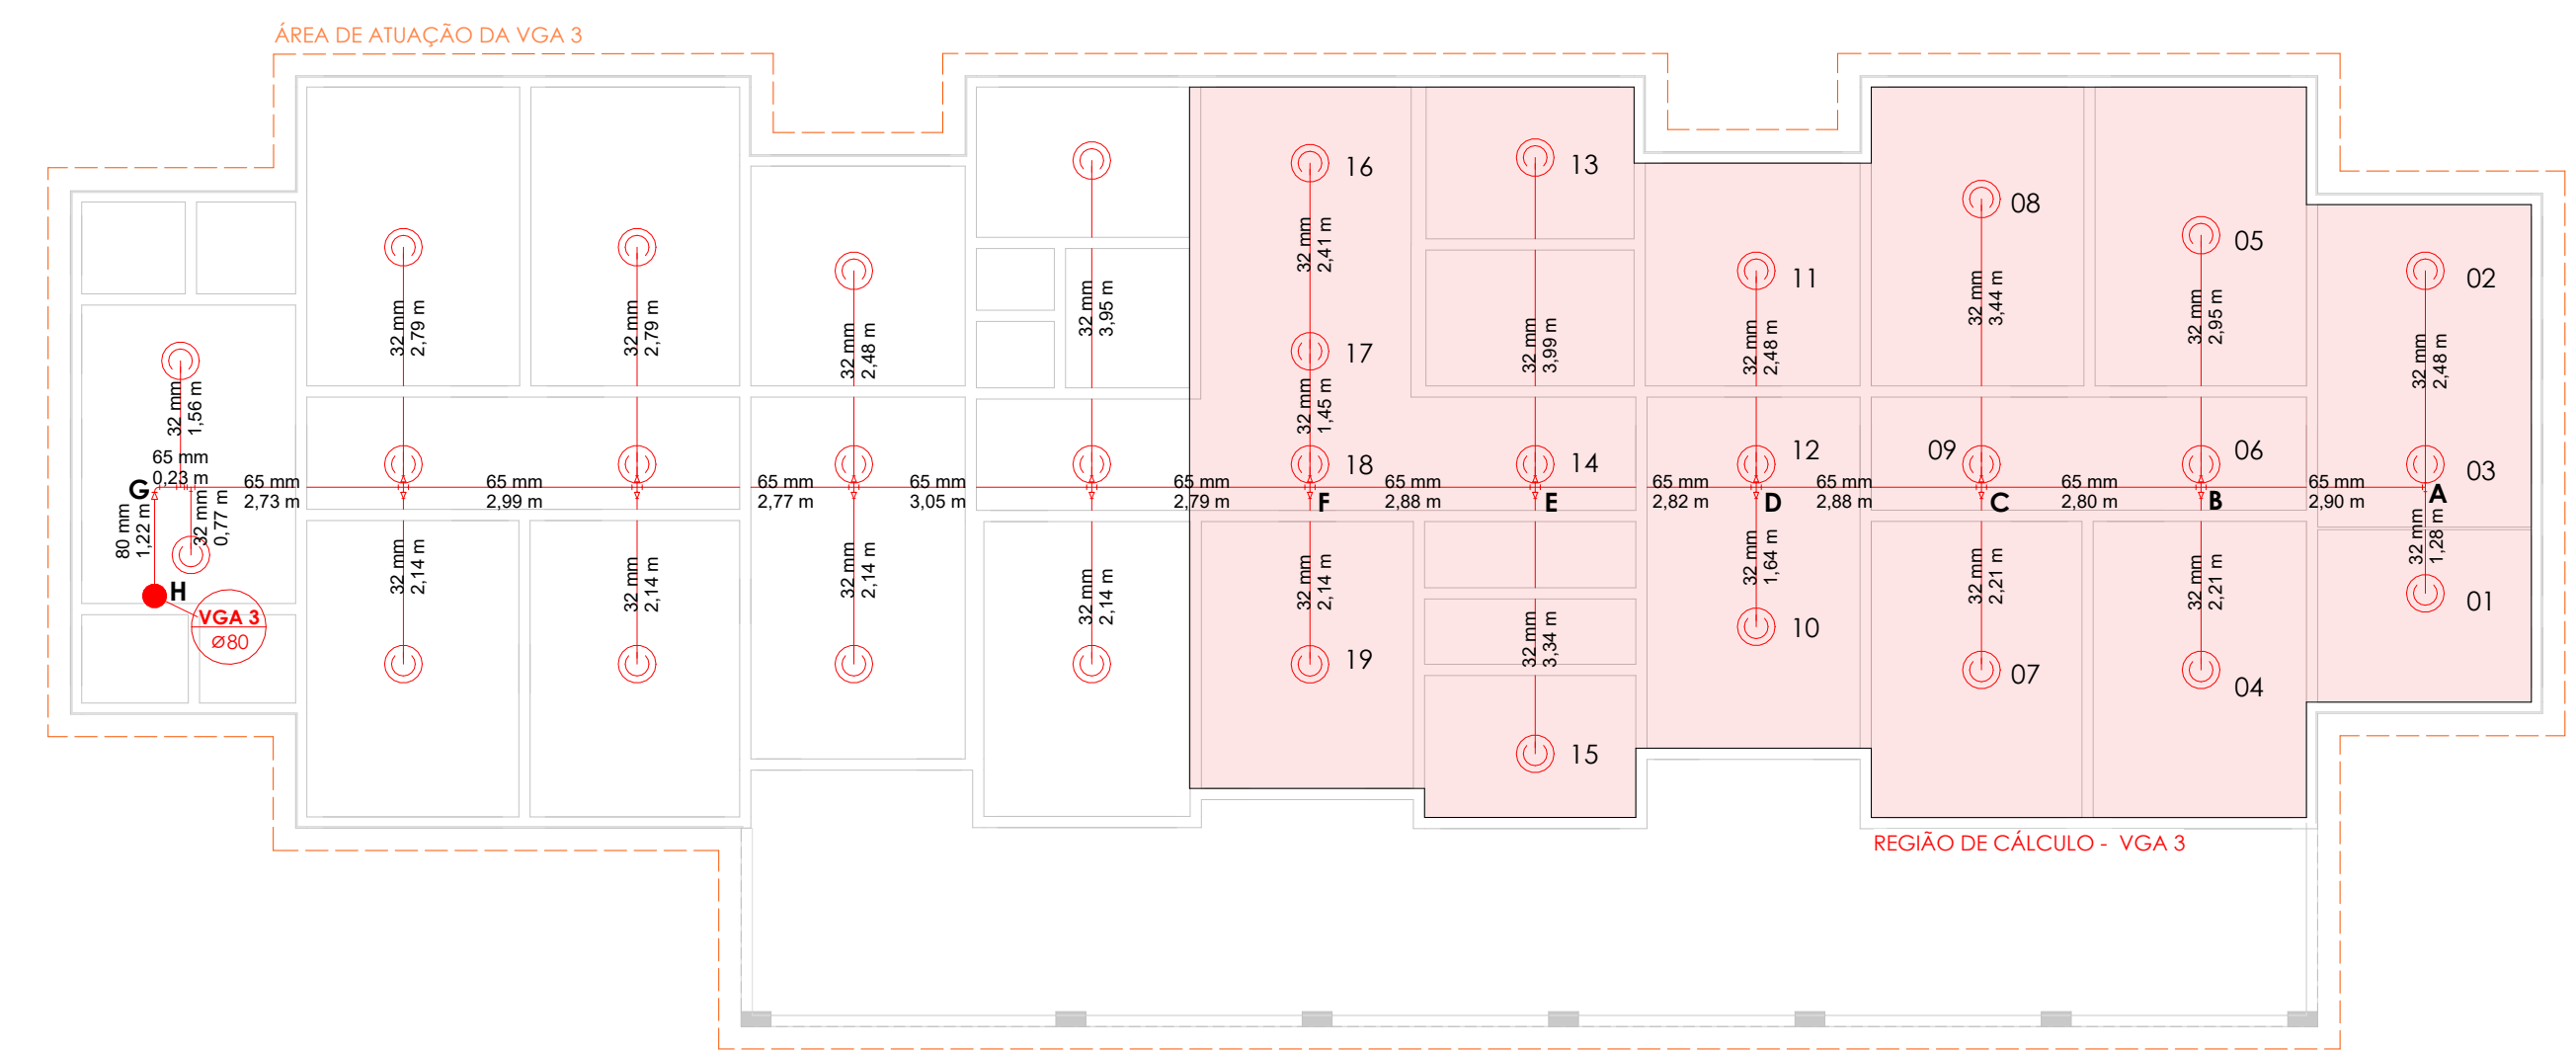 ÁREA DE ATUAÇÃO DA VGA 3
16
13
08
05
02
32 mm
2,41 m
11
32 mm
3,44 m
32 mm
2,95 m
32 mm
3,95 m
32 mm
2,79 m
32 mm
2,79 m
32 mm
2,48 m
17
32 mm
3,99 m
32 mm
2,48 m
32 mm
2,48 m
32 mm
1,56 m
32 mm
1,45 m
65 mm
0,23 m
18
14
12
09
06
03
G
65 mm
2,73 m
65 mm
2,99 m
65 mm
2,77 m
65 mm
3,05 m
65 mm
2,79 m
F
65 mm
2,88 m
E
65 mm
2,82 m
D
65 mm
2,88 m
C
65 mm
2,80 m
B
65 mm
2,90 m
A
80 mm
1,22 m
32 mm
0,77 m
32 mm
2,14 m
32 mm
2,14 m
32 mm
2,14 m
32 mm
2,14 m
32 mm
2,14 m
32 mm
1,64 m
32 mm
2,21 m
32 mm
2,21 m
32 mm
1,28 m
H
VGA 3
Ø80
32 mm
3,34 m
01
10
19
07
04
15
REGIÃO DE CÁLCULO - VGA 3